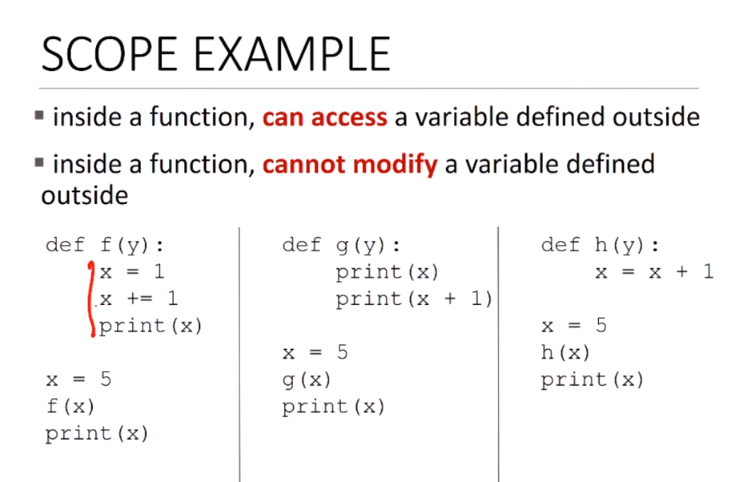 SCOPE EXAMPLE
▪ inside a function, can access a variable defined outside
▪ inside a function, cannot modify a variable defined
outside
def f(y):
    x = 1
    x += 1
    print(x)
x = 5
f(x)
print(x)
def g(y):
    print(x)
    print(x + 1)
x = 5
g(x)
print(x)
def h(y):
    x = x + 1
x = 5
h(x)
print(x)